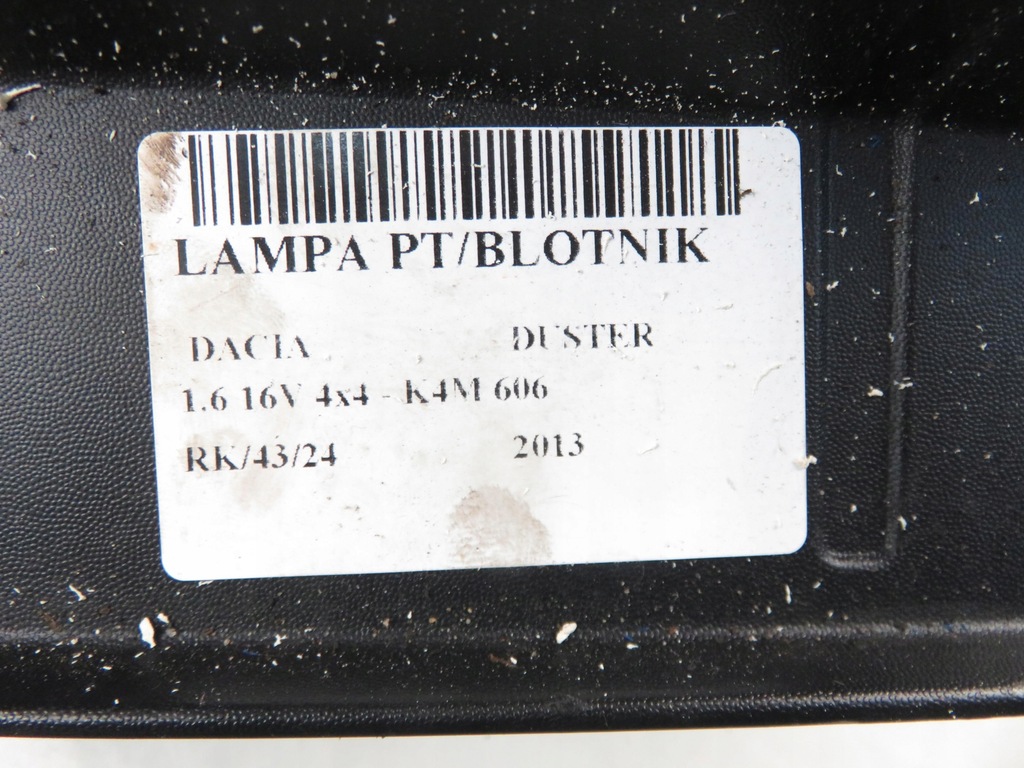 LAMPA PT/BLOTNIK
DACIA DUSTER
1.6 16V 4x4 - K4M 606
RK/43/24 2013